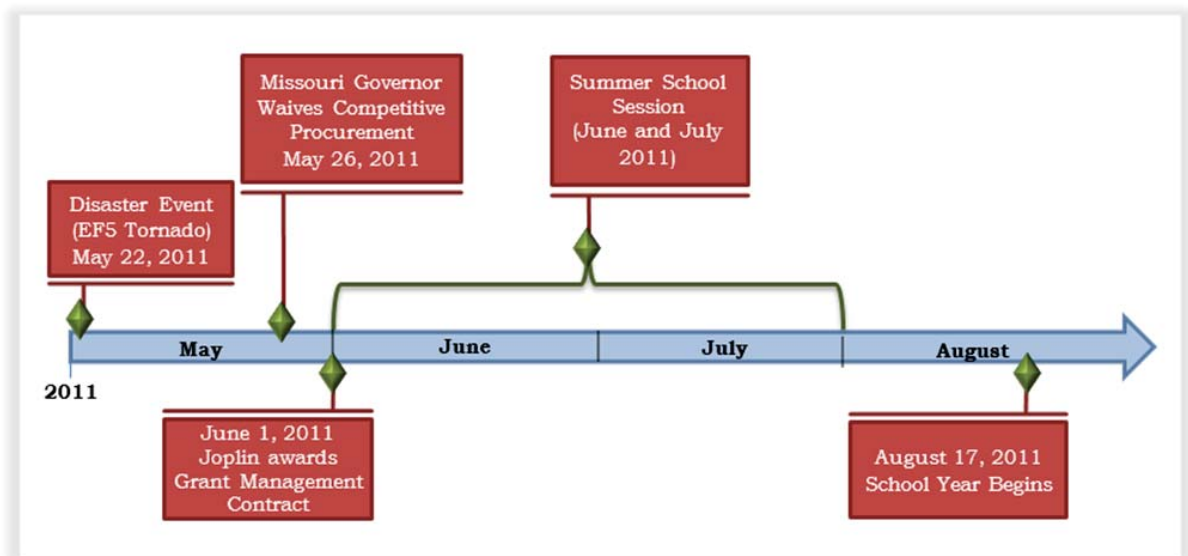 Missouri Governor
Waives Competitive
Procurement
May 26, 2011
Summer School
Session
(June and July
2011)
Disaster Event
(EF5 Tornado)
May 22, 2011
May
June
July
August
2011
June 1, 2011
Joplin awards
Grant Management
Contract
August 17, 2011
School Year Begins